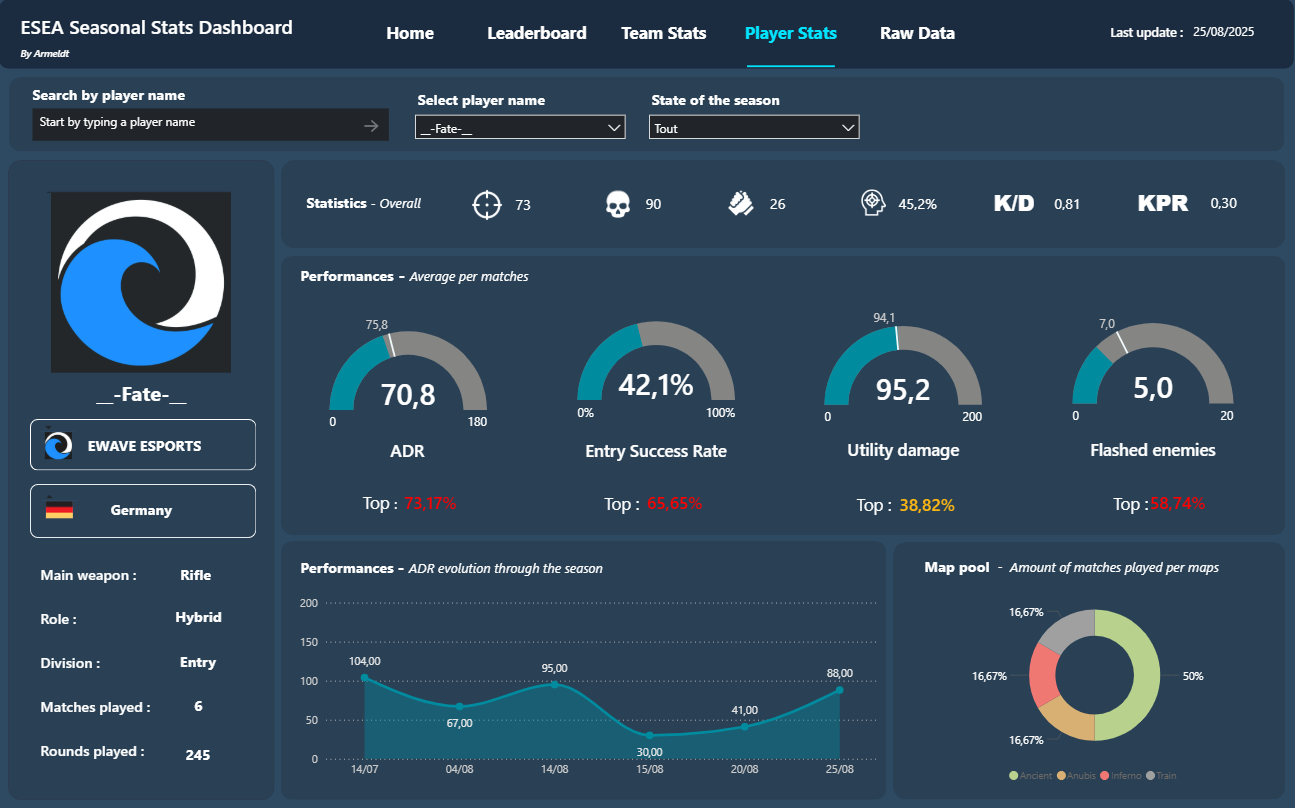 ESEA Seasonal Stats Dashboard
By Armeldt
Home Leaderboard Team Stats Player Stats Raw Data
Last update : 25/08/2025
Search by player name
Start by typing a player name
Select player name
__-Fate-__
State of the season
Tout
__-Fate-__
EWAVE ESPORTS
Germany
Main weapon : Rifle
Role : Hybrid
Division : Entry
Matches played : 6
Rounds played : 245
Statistics - Overall 73 90 26 45,2% K/D 0,81 KPR 0,30
Performances - Average per matches
75,8
70,8
0 180
ADR
Top : 73,17%
42,1%
0% 100%
Entry Success Rate
Top : 65,65%
94,1
95,2
0 200
Utility damage
Top : 38,82%
7,0
5,0
0 20
Flashed enemies
Top :58,74%
Performances - ADR evolution through the season
200
150
100
50
0
104,00
67,00
95,00
30,00
41,00
88,00
14/07 04/08 14/08 15/08 20/08 25/08
Map pool - Amount of matches played per maps
16,67%
16,67%
50%
16,67%
Ancient Anubis Inferno Train